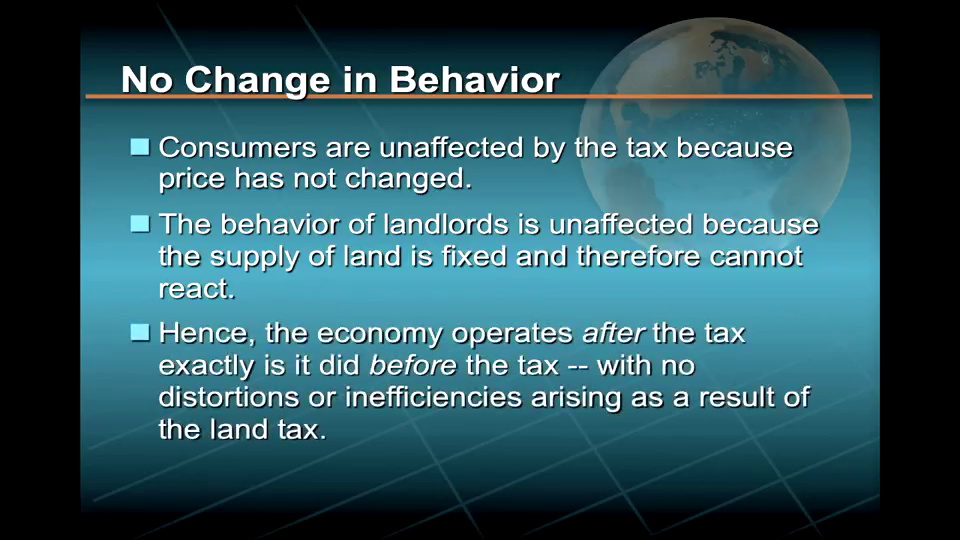 No Change in Behavior
Consumers are unaffected by the tax because
price has not changed.
The behavior of landlords is unaffected because
the supply of land is fixed and therefore cannot
react.
Hence, the economy operates after the tax
exactly is it did before the tax -- with no
distortions or inefficiencies arising as a result of
the land tax.